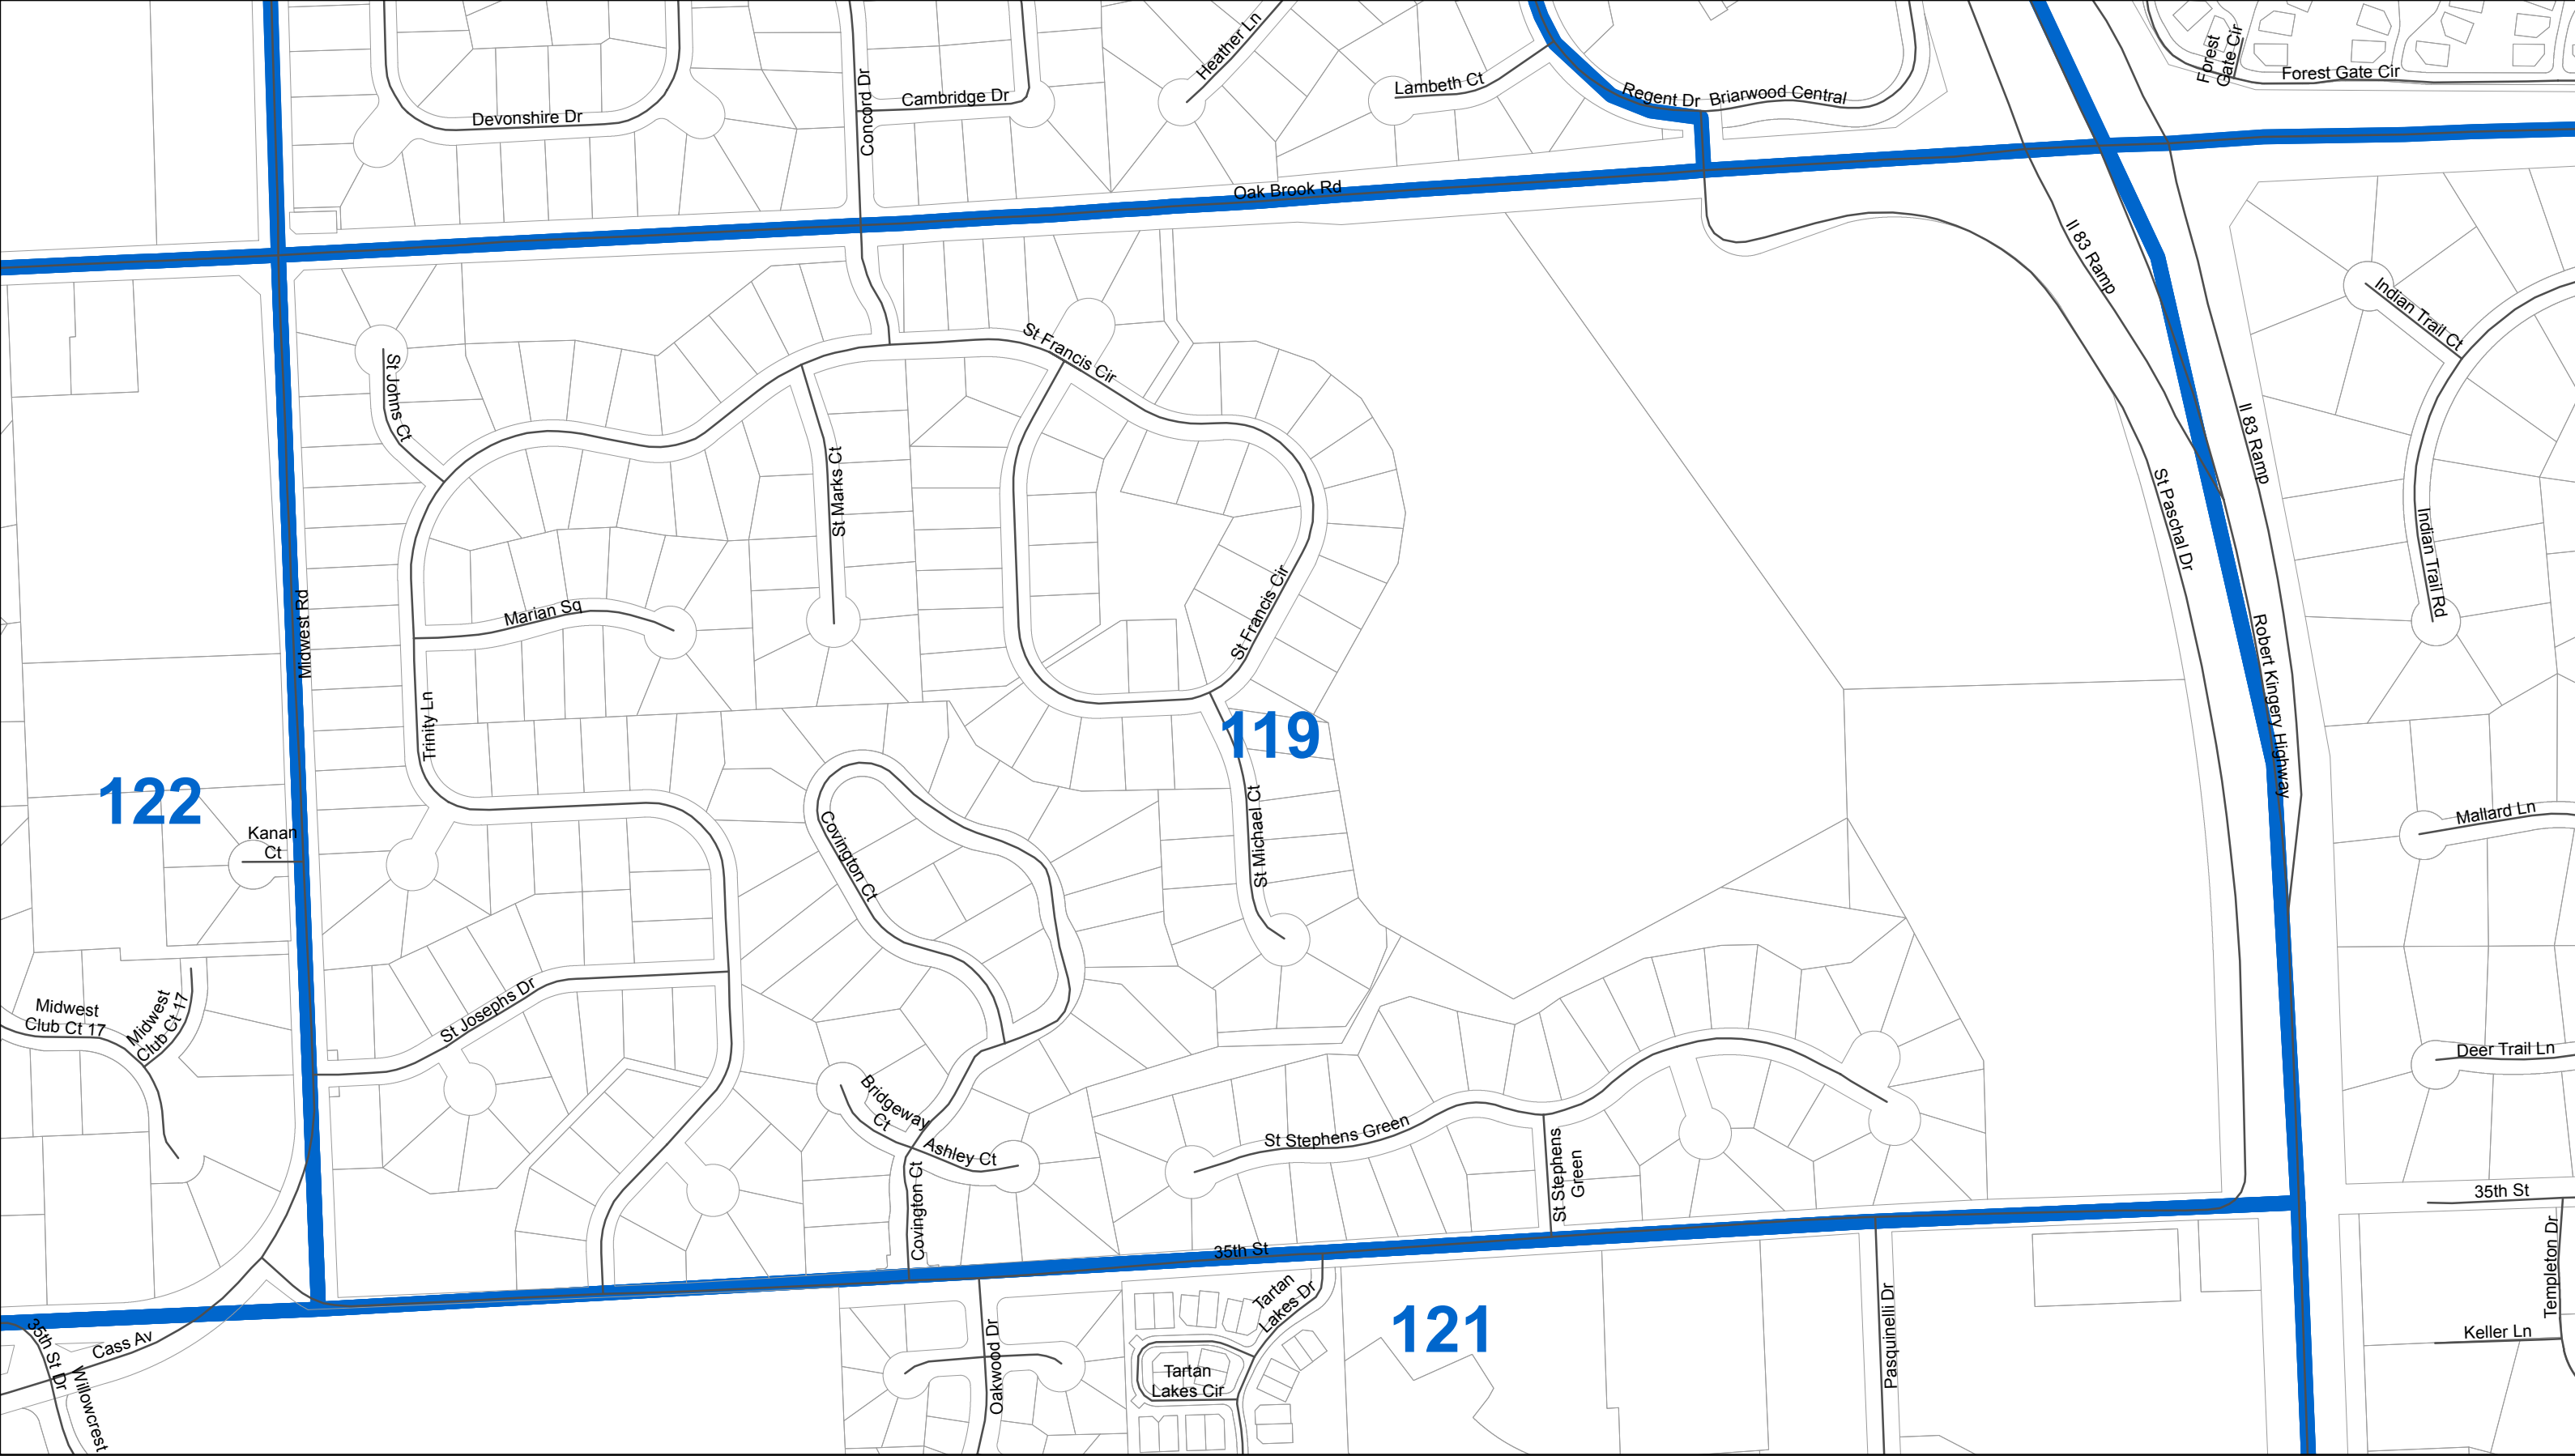 Devonshire Dr
Concord Dr
Cambridge Dr
Heather Ln
Lambeth Ct
Regent Dr
Briarwood Central
Forest
Gate Cir
Forest Gate Cir
Oak Brook Rd
Il 83 Ramp
Indian Trail Ct
St Johns Ct
St Francis Cir
St Marks Ct
Il 83 Ramp
St Paschal Dr
Indian Trail Rd
Midwest Rd
Marian Sq
St Francis Cir
Robert Kingery Highway
Trinity Ln
119
122
Kanan
Ct
Covington Ct
St Michael Ct
Mallard Ln
Midwest
Club Ct 17
Midwest
Club Ct 17
St Josephs Dr
Deer Trail Ln
Bridgeway
Ct
Ashley Ct
St Stephens Green
St Stephens
Green
Covington Ct
35th St
35th St
Templeton Dr
Tartan
Lakes Dr
121
Pasquinelli Dr
Keller Ln
35th St Dr
Cass Av
Willowcrest
Oakwood Dr
Tartan
Lakes Cir